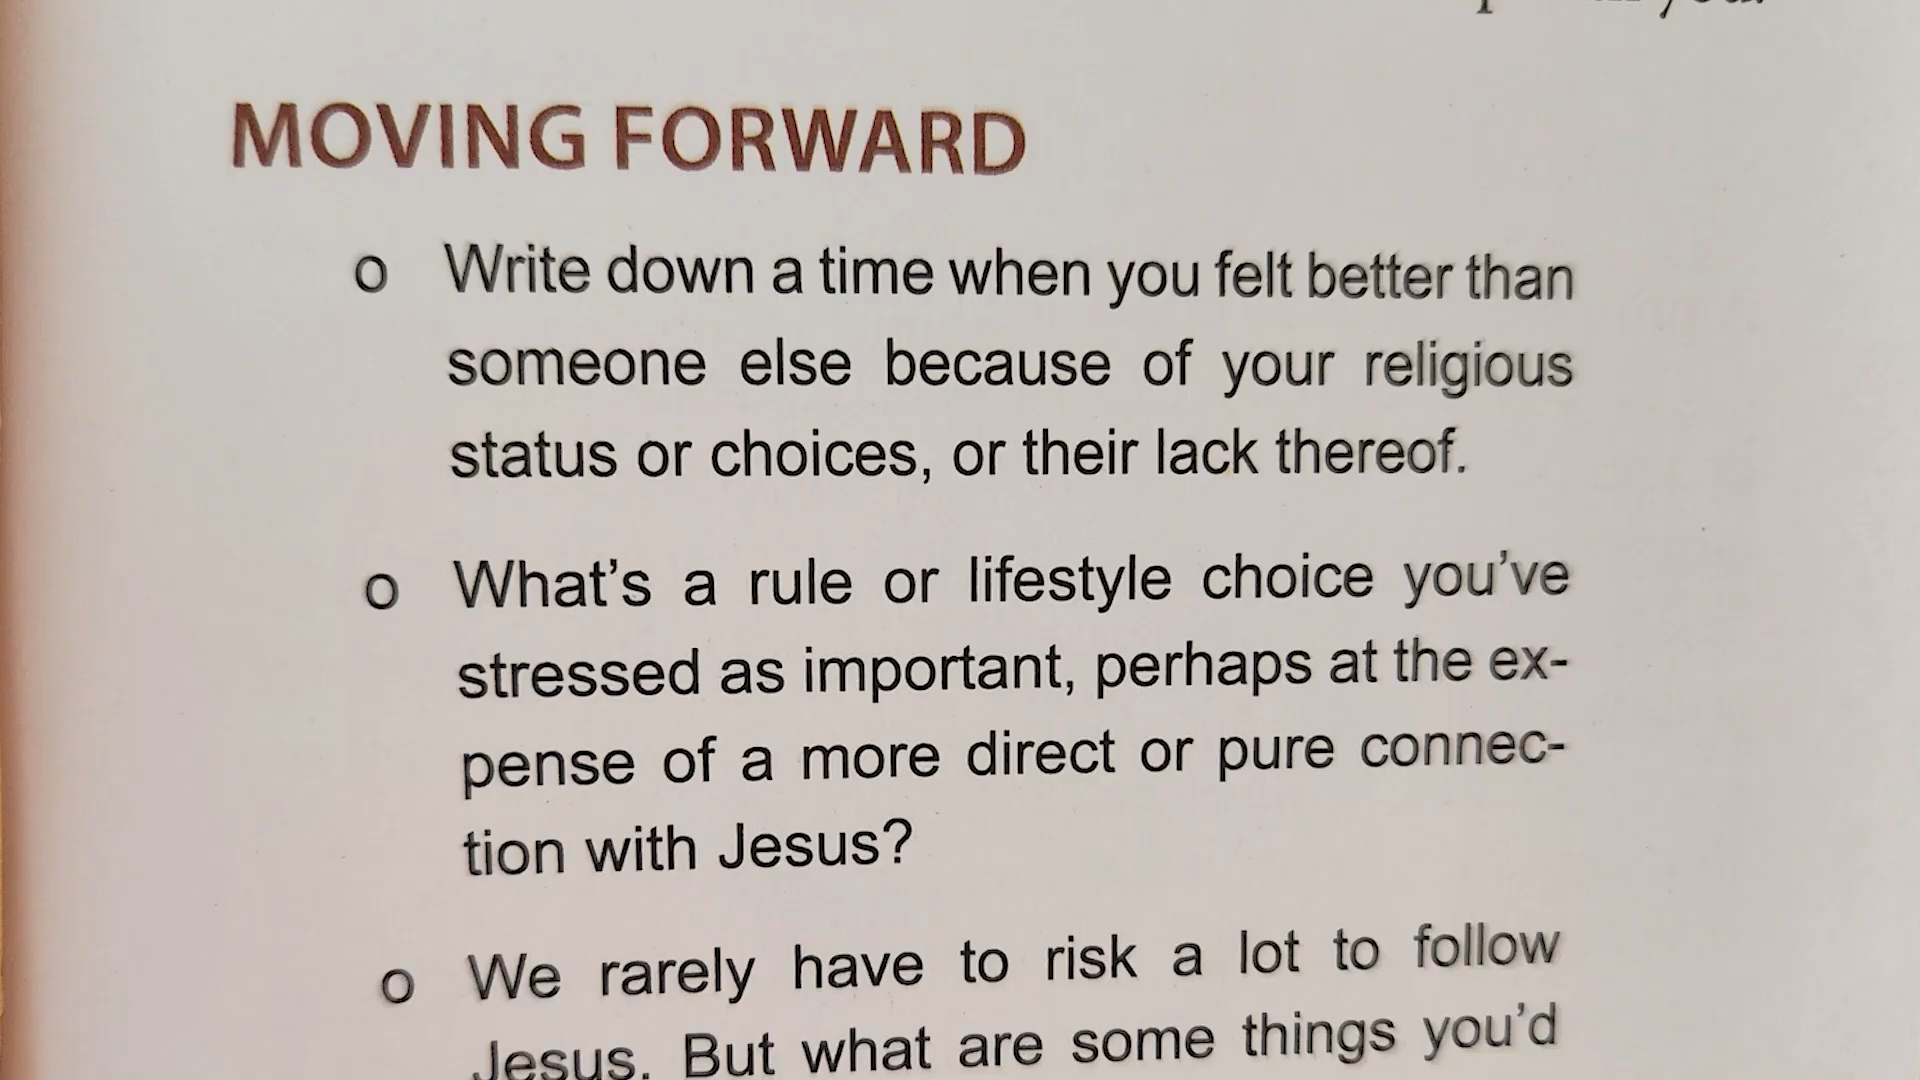 MOVING FORWARD
o Write down a time when you felt better than
someone else because of your religious
status or choices, or their lack thereof.
o What's a rule or lifestyle choice you've
stressed as important, perhaps at the ex-
pense of a more direct or pure connec-
tion with Jesus?
o We rarely have to risk a lot to follow
Jesus. But what are some things you'd